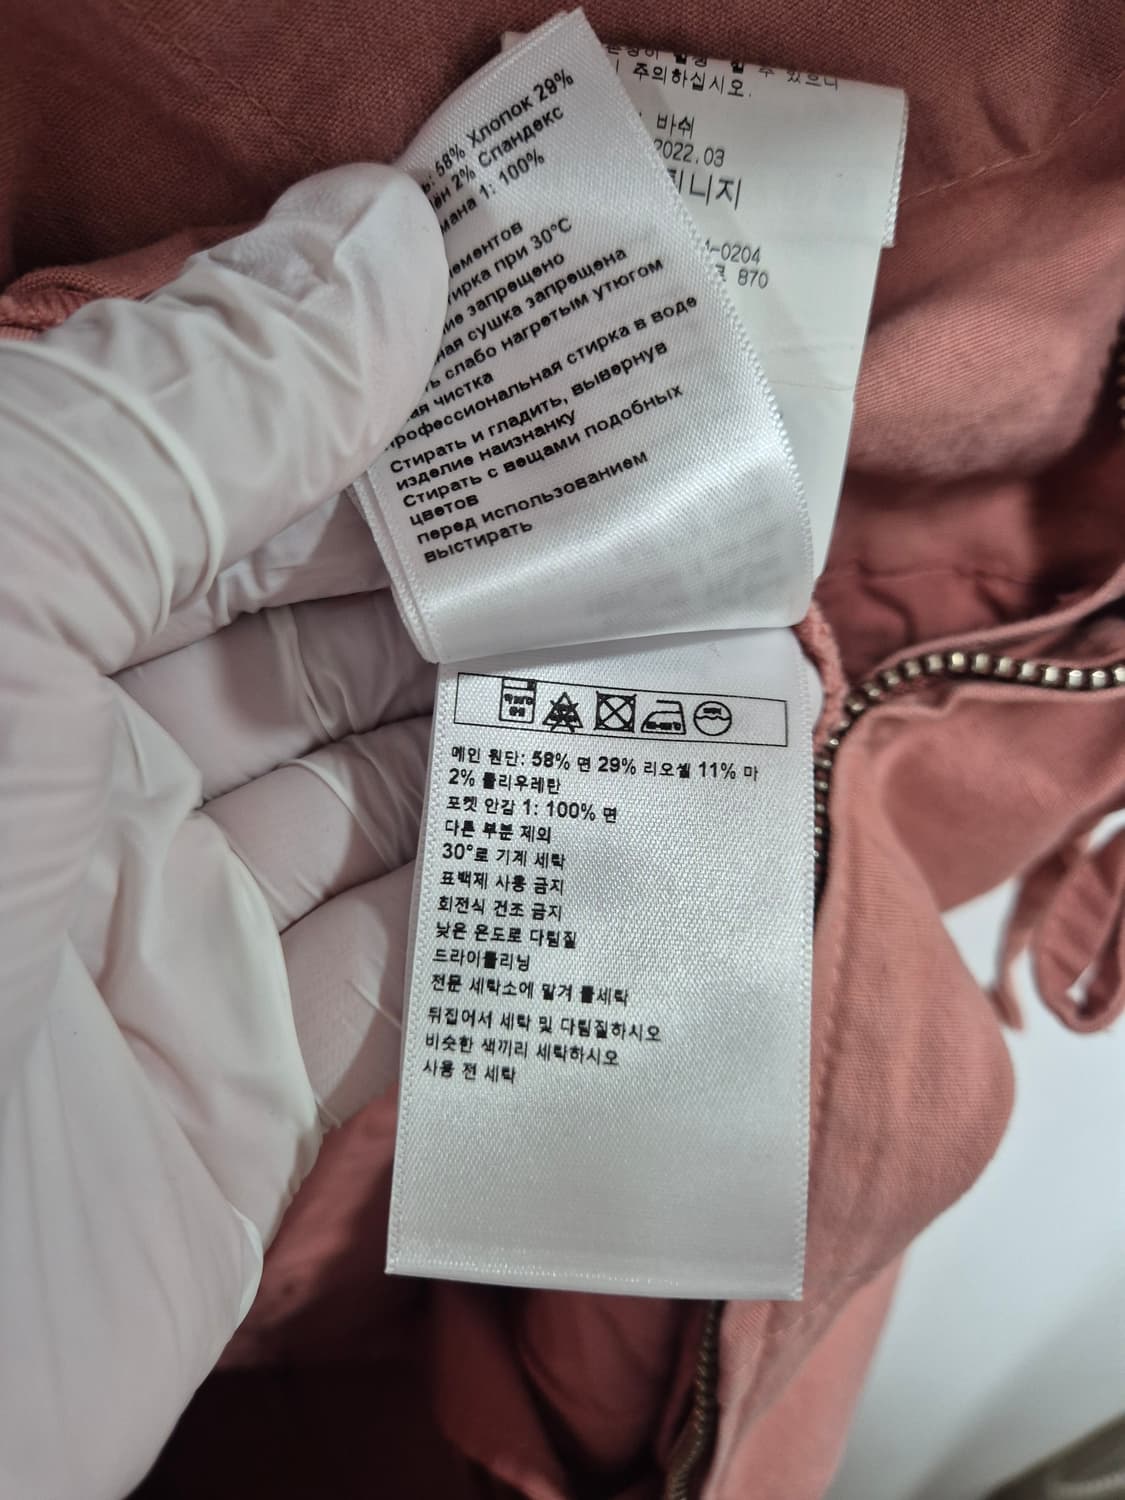 58% Хлопок 29%
2% Спандекс
1: 100%
при 30°C
запрещено
сушка запрещена
слабо нагретым утюгом
чистка
стирка в воде
Стирать и гладить, вывернув
изделие наизнанку
Стирать с вещами подобных
цветов
перед использованием
выстирать
수 있으니
주의하십시오.
바쉬
2022.03
니지
-0204
870
메인 원단: 58% 면 29% 리오셀 11% 마
2% 폴리우레탄
포켓 안감 1: 100% 면
다른 부분 제외
30°로 기계 세탁
표백제 사용 금지
회전식 건조 금지
낮은 온도로 다림질
드라이클리닝
전문 세탁소에 맡겨 물세탁
뒤집어서 세탁 및 다림질하시오
비슷한 색끼리 세탁하시오
사용 전 세탁